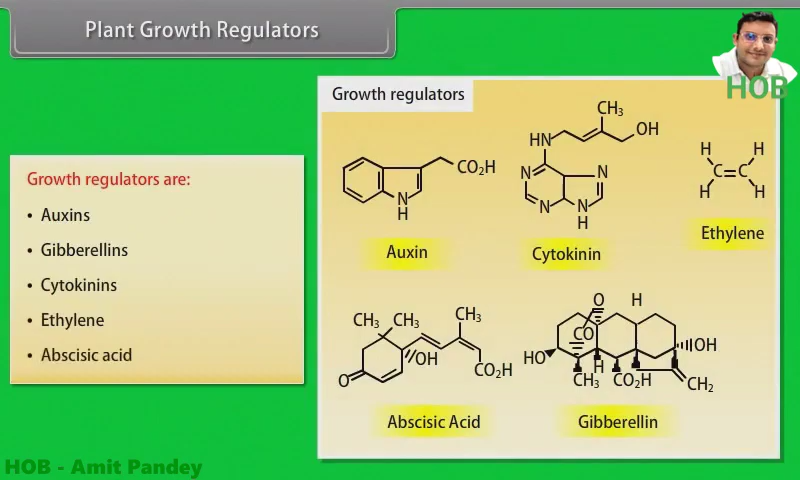 Plant Growth Regulators
HOB
Growth regulators
Growth regulators are:
• Auxins
• Gibberellins
• Cytokinins
• Ethylene
• Abscisic acid
CO₂H
N
H
Auxin
CH₃
HN
OH
N
N
N
N
H
Cytokinin
H H
C=C
H H
Ethylene
CH₃ CH₃ CH₃
OH
O
CO₂H
Abscisic Acid
O H
CO
HO OH
H
CH₃ CO₂H CH₂
Gibberellin
HOB - Amit Pandey